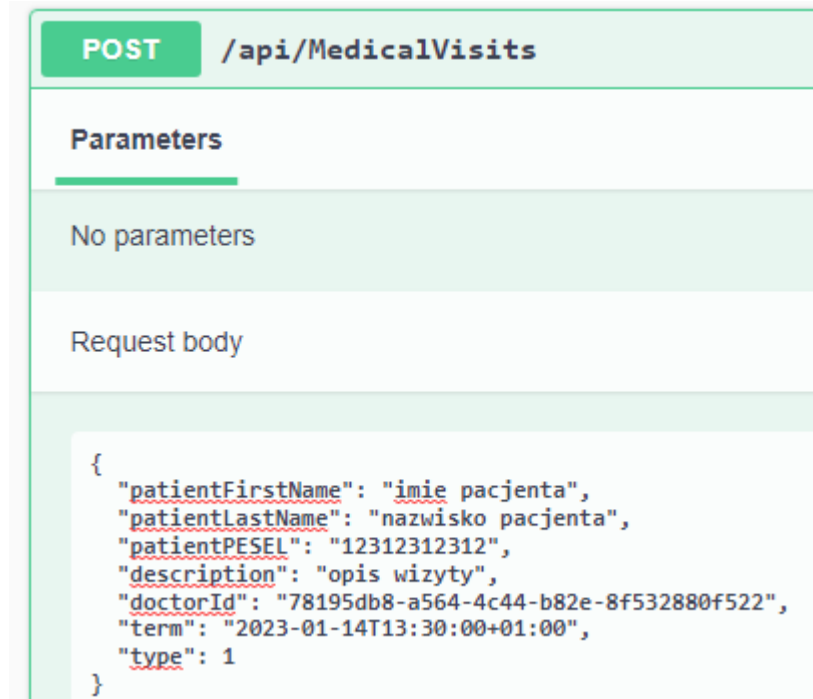 POST /api/MedicalVisits
Parameters
No parameters
Request body
{
"patientFirstName": "imie pacjenta",
"patientLastName": "nazwisko pacjenta",
"patientPESEL": "12312312312",
"description": "opis wizyty",
"doctorId": "78195db8-a564-4c44-b82e-8f532880f522",
"term": "2023-01-14T13:30:00+01:00",
"type": 1
}